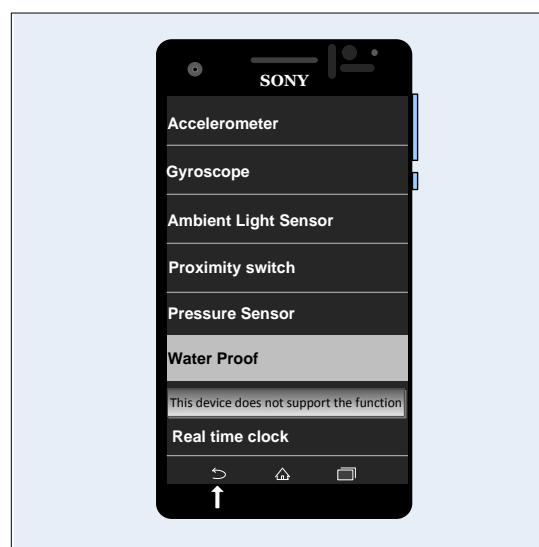 SONY
Accelerometer
Gyroscope
Ambient Light Sensor
Proximity switch
Pressure Sensor
Water Proof
This device does not support the function
Real time clock